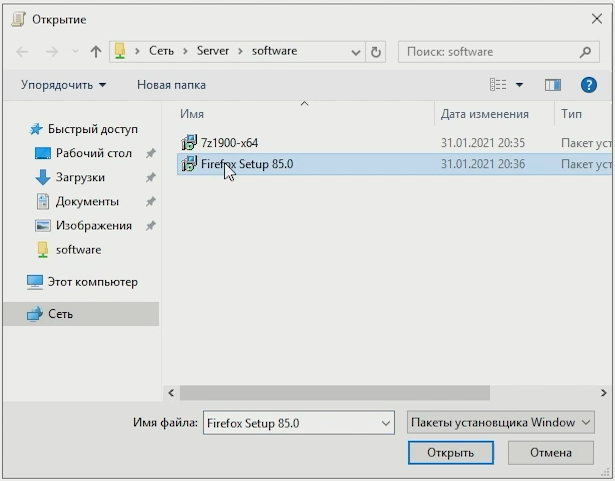 Открытие
Сеть Server software
Поиск: software
Упорядочить Новая папка
Имя Дата изменения Тип
Быстрый доступ
Рабочий стол
Загрузки
Документы
Изображения
software
Этот компьютер
Сеть
7z1900-x64 31.01.2021 20:35 Пакет уст
Firefox Setup 85.0 31.01.2021 20:36 Пакет уст
Имя файла: Firefox Setup 85.0 Пакеты установщика Window
Открыть Отмена